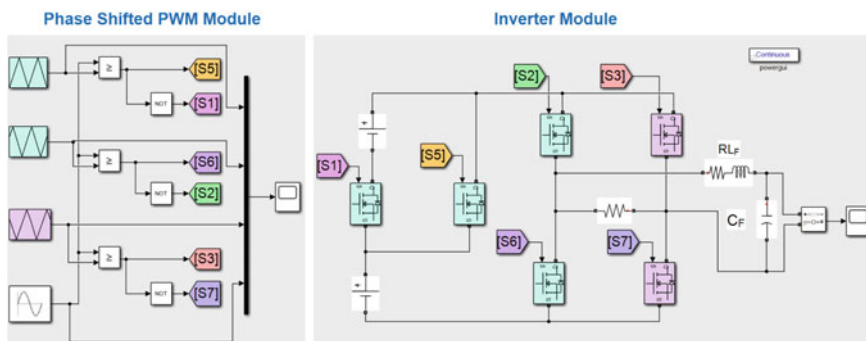 Phase Shifted PWM Module
Inverter Module
≥
[S5]
NOT
[S1]
≥
[S6]
NOT
[S2]
≥
[S3]
NOT
[S7]
Continuous
powergui
[S2]
[S3]
[S1]
[S5]
RLF
CF
[S6]
[S7]